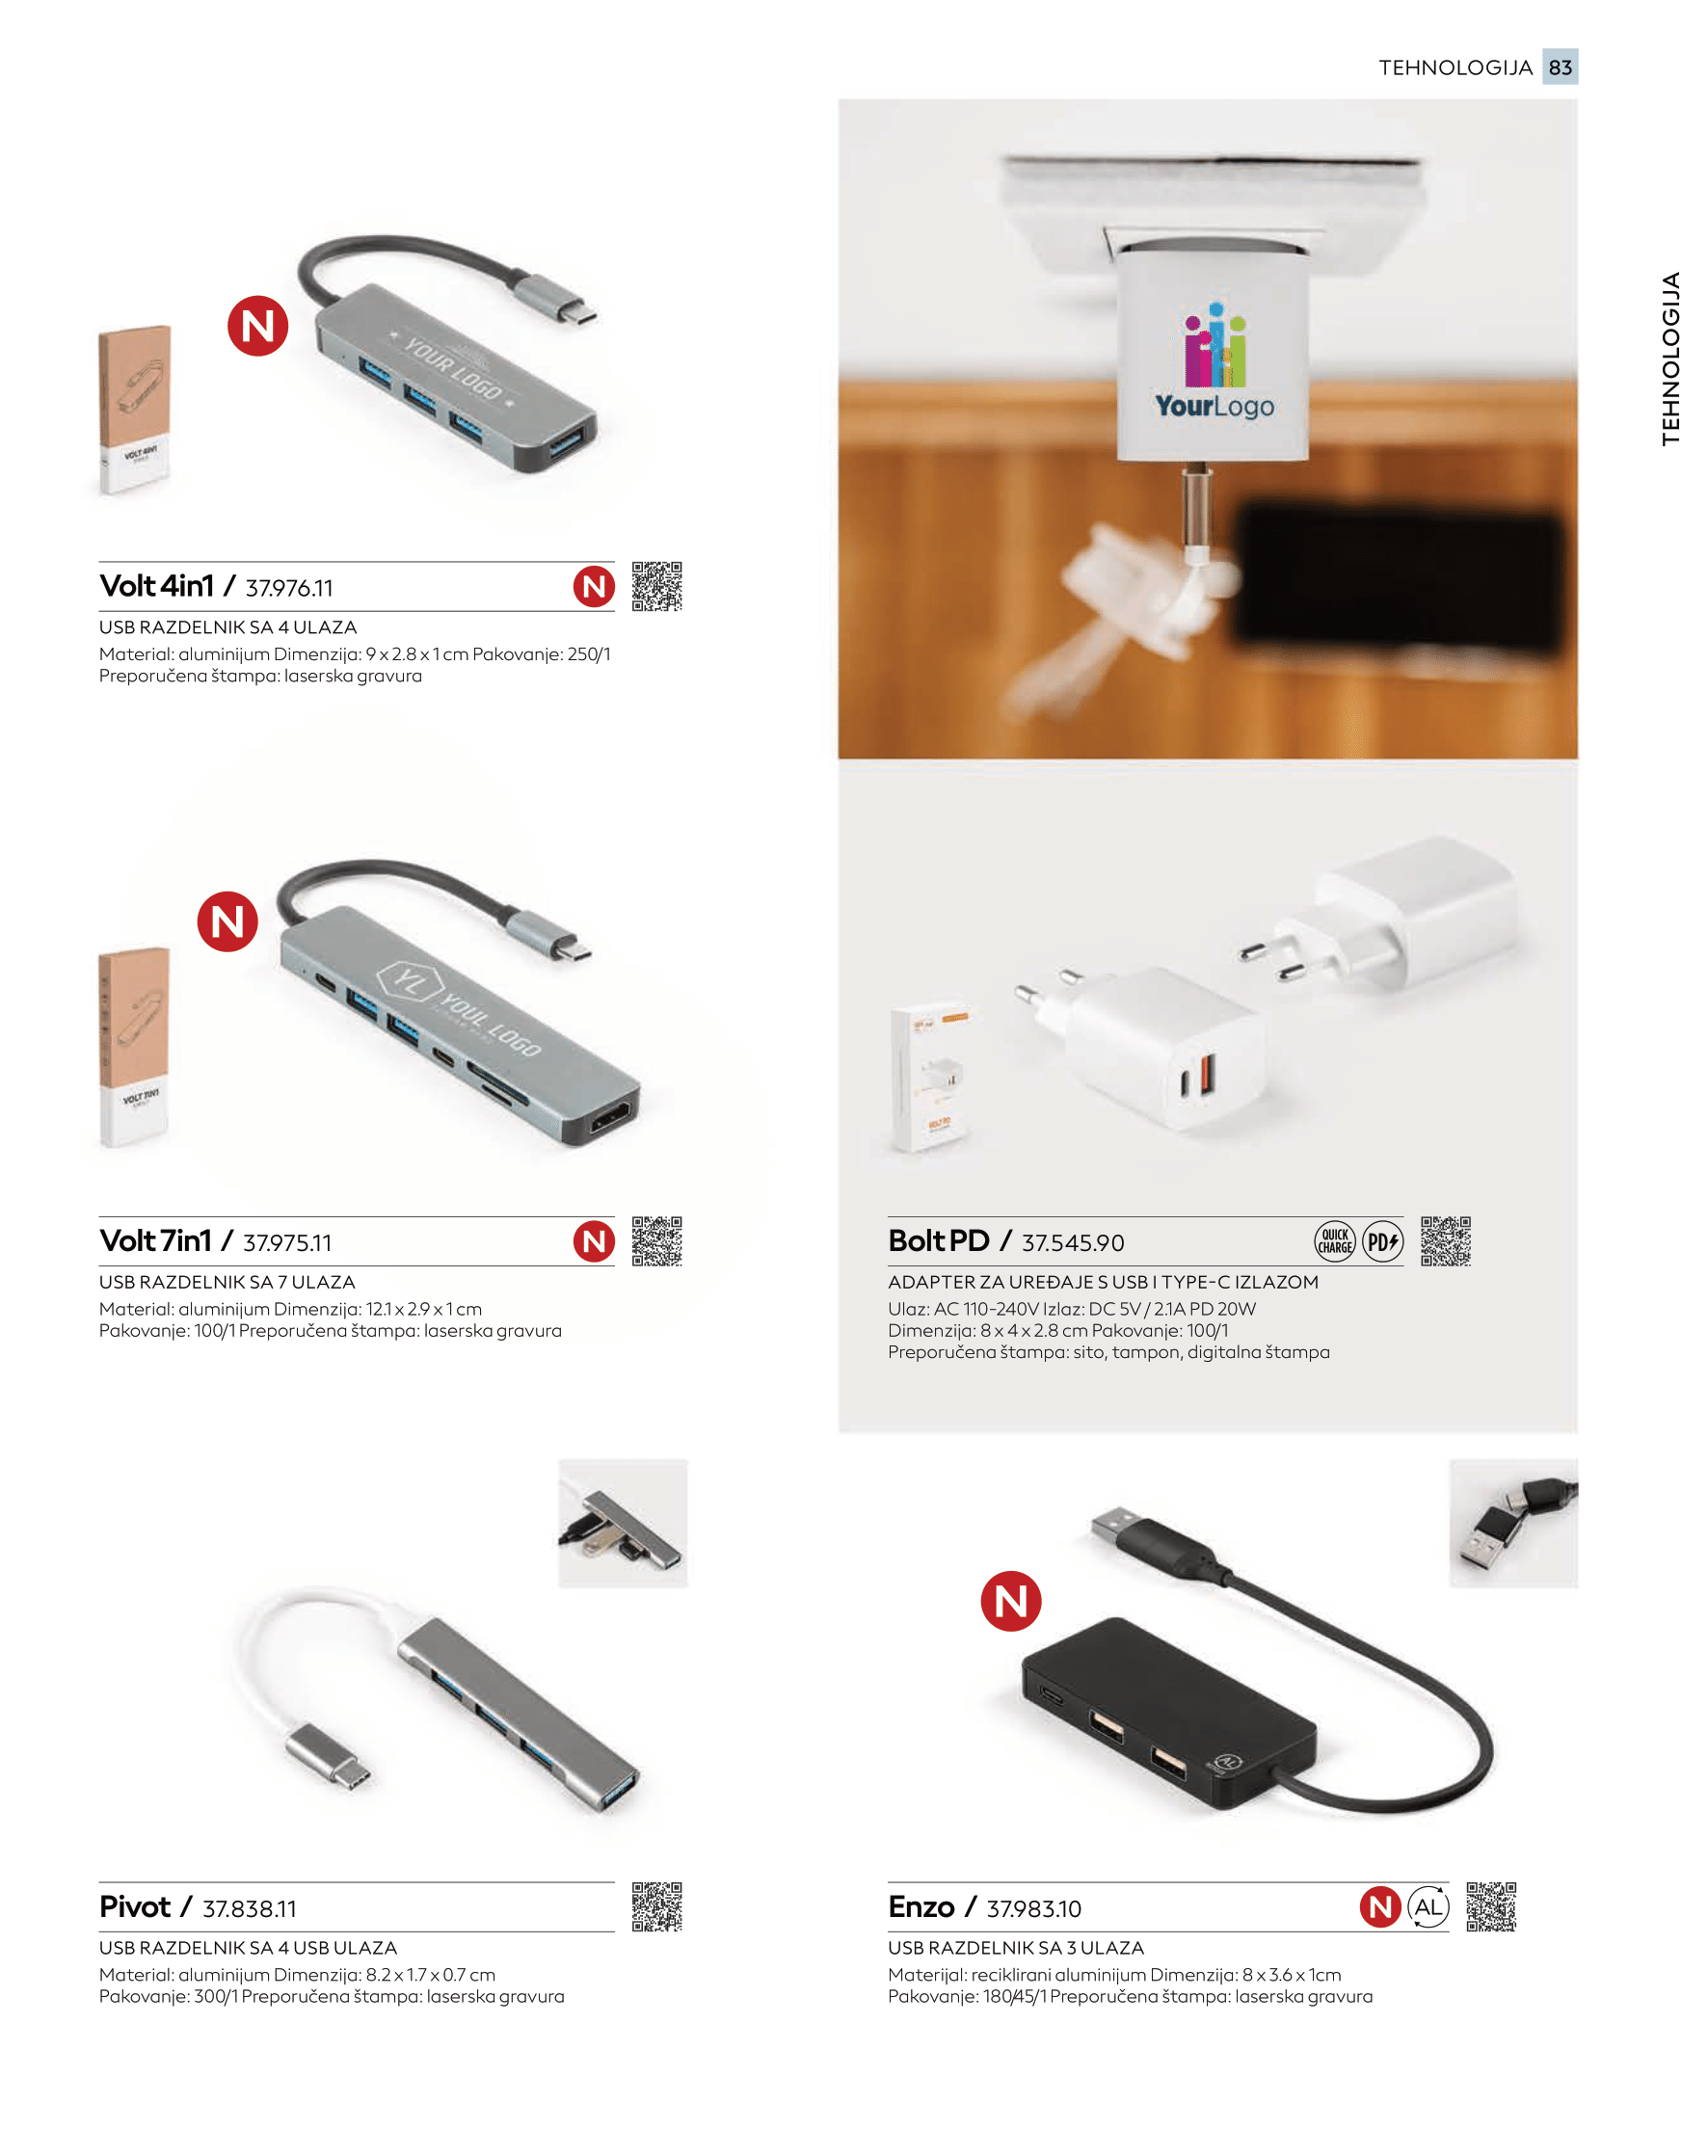 TEHNOLOGIJA 83
TEHNOLOGIJA
YourLogo
N
YOUR LOGO
VOLT 4IN1
Volt 4in1 / 37.976.11 N
USB RAZDELNIK SA 4 ULAZA
Material: aluminijum Dimenzija: 9 x 2.8 x 1 cm Pakovanje: 250/1
Preporučena štampa: laserska gravura
N
YL YOUL LOGO
VOLT 7IN1
Volt 7in1 / 37.975.11 N
USB RAZDELNIK SA 7 ULAZA
Material: aluminijum Dimenzija: 12.1 x 2.9 x 1 cm
Pakovanje: 100/1 Preporučena štampa: laserska gravura
BOLT PD
Bolt PD / 37.545.90 QUICK CHARGE PD
ADAPTER ZA UREĐAJE S USB I TYPE-C IZLAZOM
Ulaz: AC 110-240V Izlaz: DC 5V / 2.1A PD 20W
Dimenzija: 8 x 4 x 2.8 cm Pakovanje: 100/1
Preporučena štampa: sito, tampon, digitalna štampa
Pivot / 37.838.11
USB RAZDELNIK SA 4 USB ULAZA
Material: aluminijum Dimenzija: 8.2 x 1.7 x 0.7 cm
Pakovanje: 300/1 Preporučena štampa: laserska gravura
N
AL
Enzo / 37.983.10 N AL
USB RAZDELNIK SA 3 ULAZA
Materijal: reciklirani aluminijum Dimenzija: 8 x 3.6 x 1cm
Pakovanje: 180/45/1 Preporučena štampa: laserska gravura